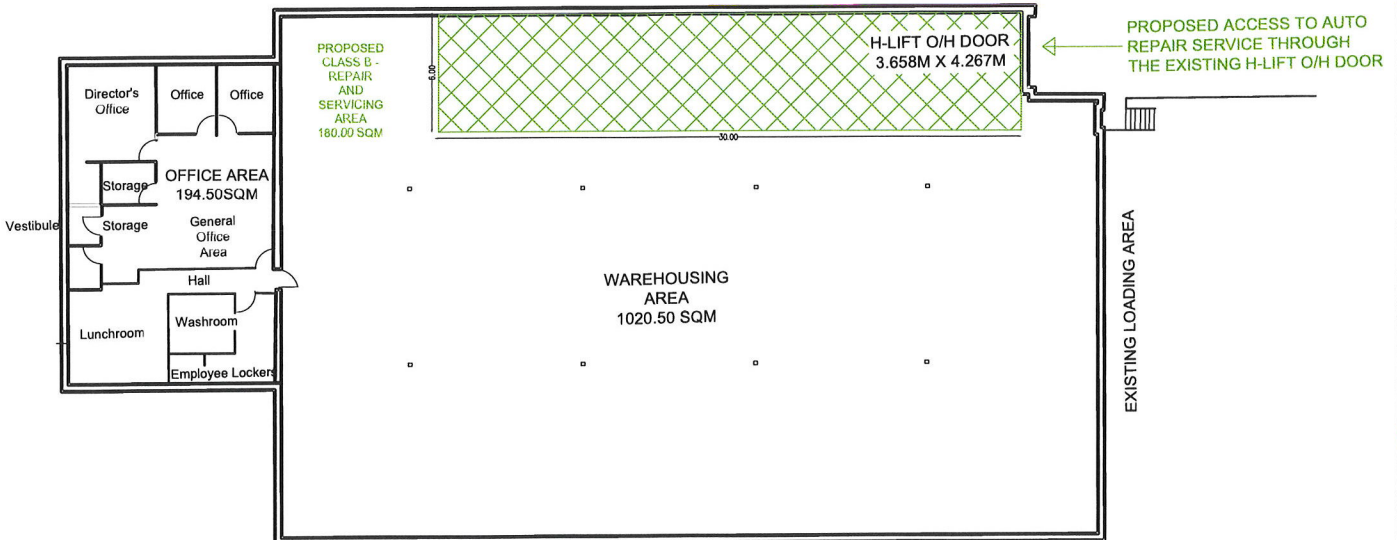 PROPOSED
CLASS B -
REPAIR
AND
SERVICING
AREA
180.00 SQM
6.00
30.00
H-LIFT O/H DOOR
3.658M X 4.267M
PROPOSED ACCESS TO AUTO
REPAIR SERVICE THROUGH
THE EXISTING H-LIFT O/H DOOR
Director's
Office
Office
Office
Storage
OFFICE AREA
194.50SQM
Vestibule
Storage
General
Office
Area
Hall
Lunchroom
Washroom
Employee Lockers
WAREHOUSING
AREA
1020.50 SQM
EXISTING LOADING AREA